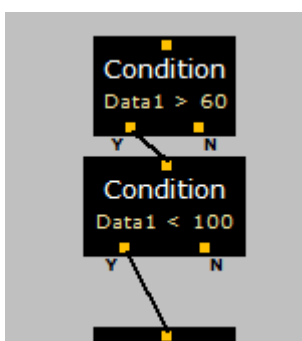 Condition
Data1 > 60
Y N
Condition
Data1 < 100
Y N